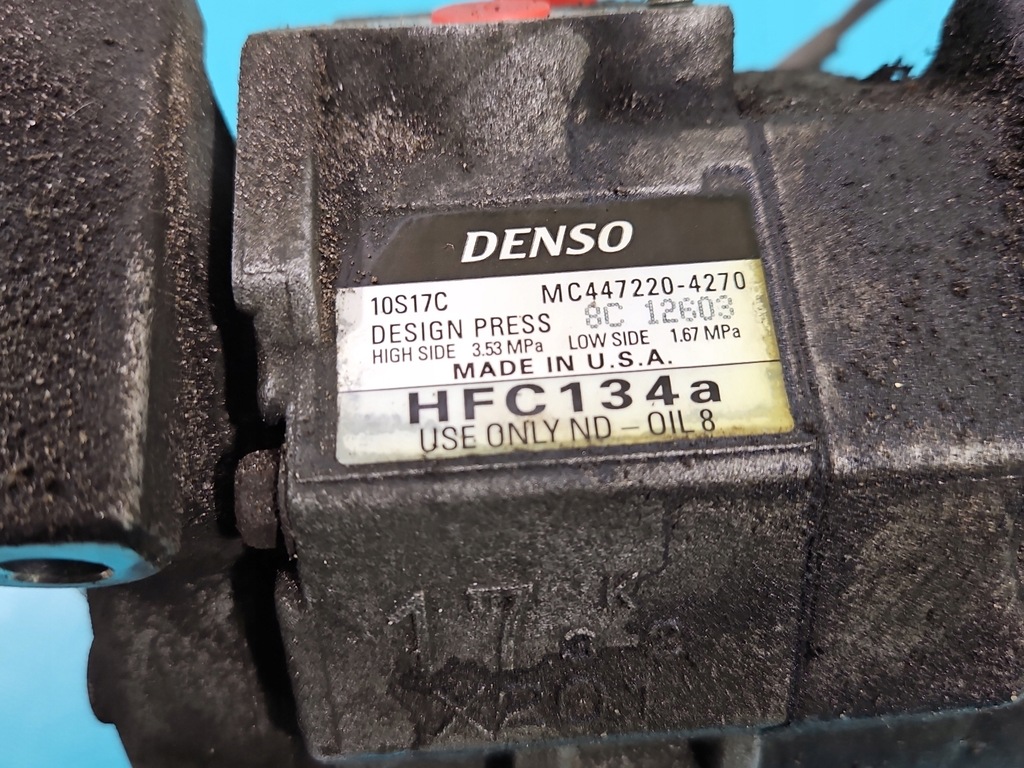 DENSO
10S17C MC447220-4270
DESIGN PRESS 8C 12603
HIGH SIDE 3.53 MPa LOW SIDE 1.67 MPa
MADE IN U.S.A.
HFC134a
USE ONLY ND-OIL 8
17 K